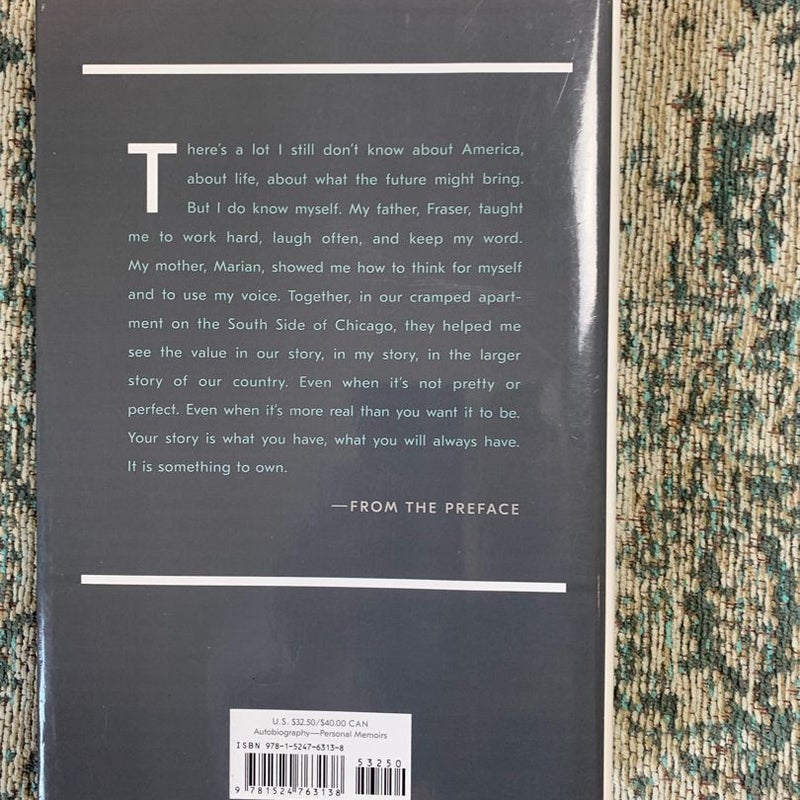 There's a lot I still don't know about America,
about life, about what the future might bring.
But I do know myself. My father, Fraser, taught
me to work hard, laugh often, and keep my word.
My mother, Marian, showed me how to think for myself
and to use my voice. Together, in our cramped apart-
ment on the South Side of Chicago, they helped me
see the value in our story, in my story, in the larger
story of our country. Even when it's not pretty or
perfect. Even when it's more real than you want it to be.
Your story is what you have, what you will always have.
It is something to own.
—FROM THE PREFACE
U.S. $32.50/$40.00 CAN
Autobiography—Personal Memoirs
ISBN 978-1-5247-6313-8
53250
9 781524 763138